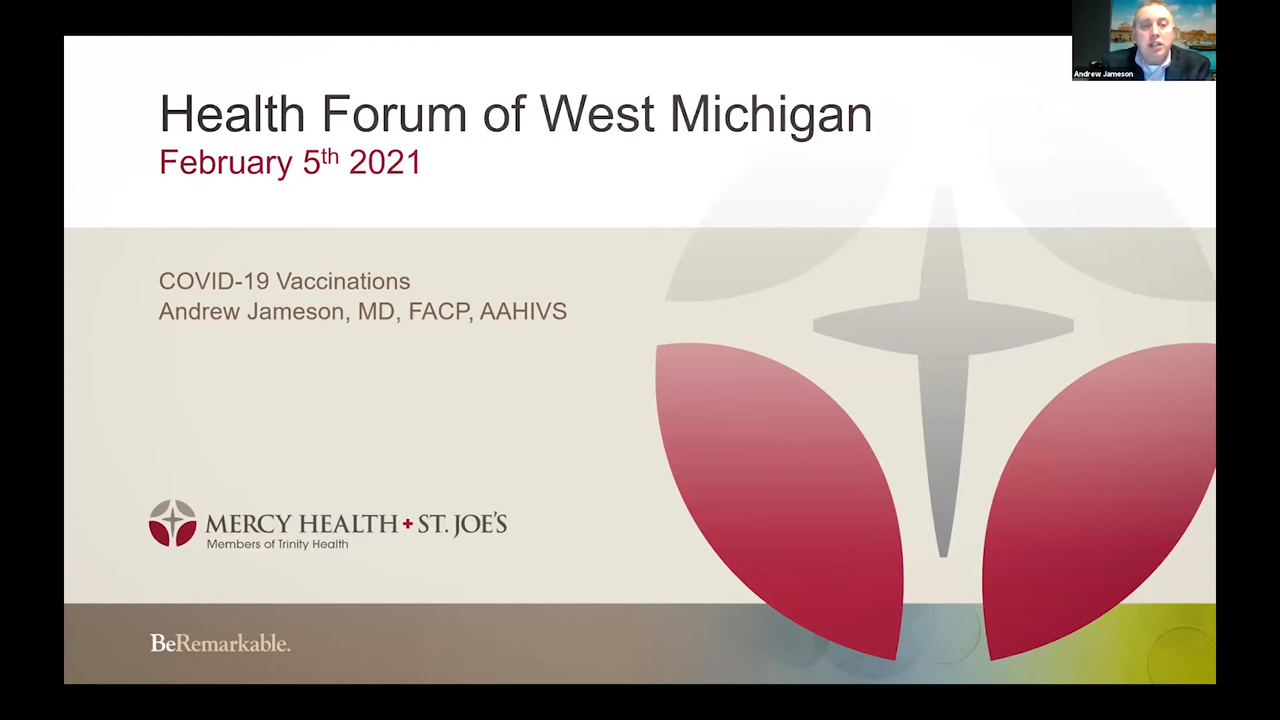 Andrew Jameson
Health Forum of West Michigan
February 5th 2021
COVID-19 Vaccinations
Andrew Jameson, MD, FACP, AAHIVS
MERCY HEALTH + ST. JOE'S
Members of Trinity Health
BeRemarkable.